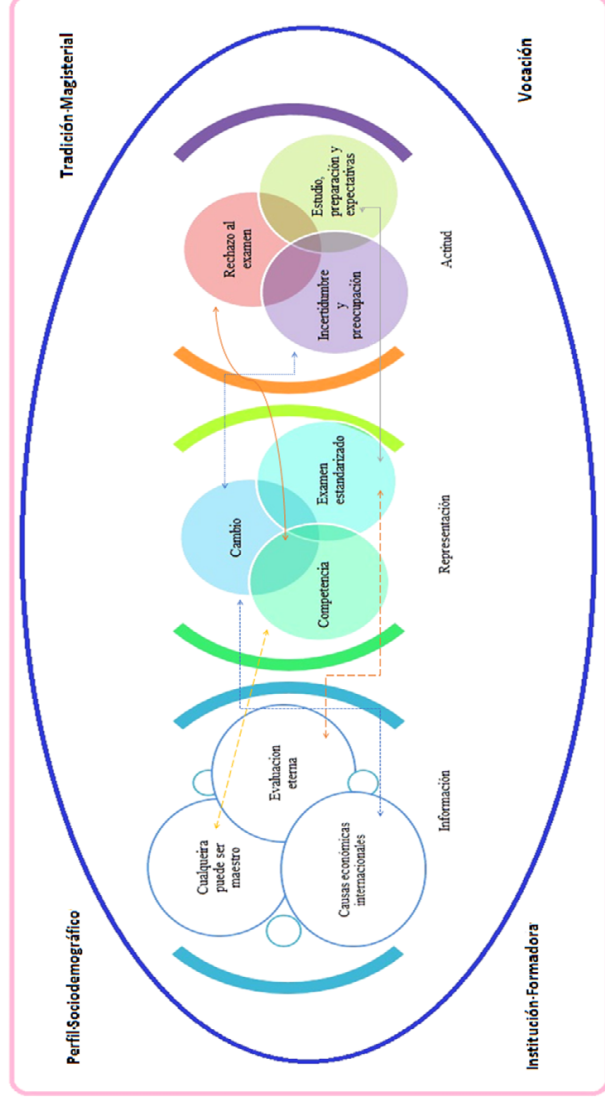 Perfil-Sociodemográfico
Tradición-Magisterial
Cualqueira
puede ser
maestro
Evaluacion
eterna
Causas económicas
internacionales
Información
Cambio
Competencia
Examen
estandarizado
Representación
Rechazo al
examen
Incertidumbre
y
preocupación
Estudio,
preparación y
expectativas
Actitud
Institución-Formadora
Vocación